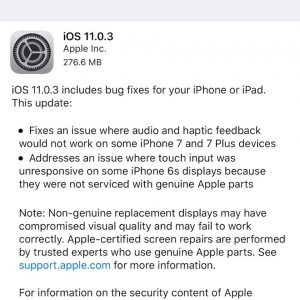 iOS 11.0.3
Apple Inc.
276.6 MB
iOS 11.0.3 includes bug fixes for your iPhone or iPad.
This update:
• Fixes an issue where audio and haptic feedback
would not work on some iPhone 7 and 7 Plus devices
• Addresses an issue where touch input was
unresponsive on some iPhone 6s displays because
they were not serviced with genuine Apple parts
Note: Non-genuine replacement displays may have
compromised visual quality and may fail to work
correctly. Apple-certified screen repairs are performed
by trusted experts who use genuine Apple parts. See
support.apple.com for more information.
For information on the security content of Apple